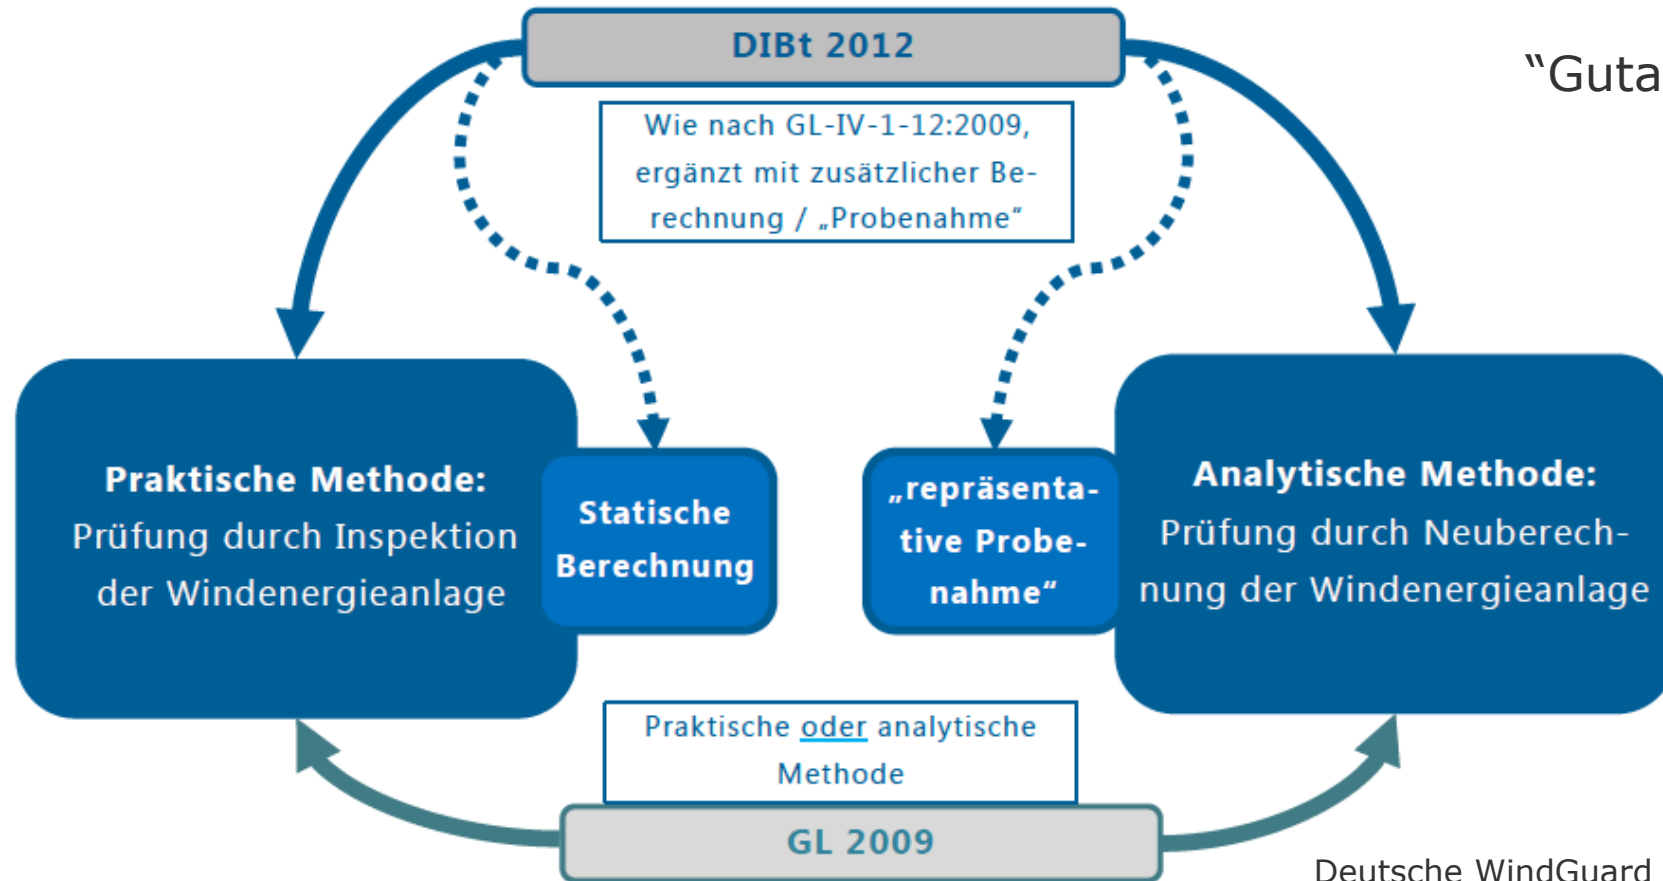 DIBt 2012
“Guta
Wie nach GL-IV-1-12:2009,
ergänzt mit zusätzlicher Be-
rechnung / „Probenahme“
Praktische Methode:
Prüfung durch Inspektion
der Windenergieanlage
Statische
Berechnung
„repräsenta-
tive Probe-
nahme“
Analytische Methode:
Prüfung durch Neuberech-
nung der Windenergieanlage
Praktische oder analytische
Methode
GL 2009
Deutsche WindGuard